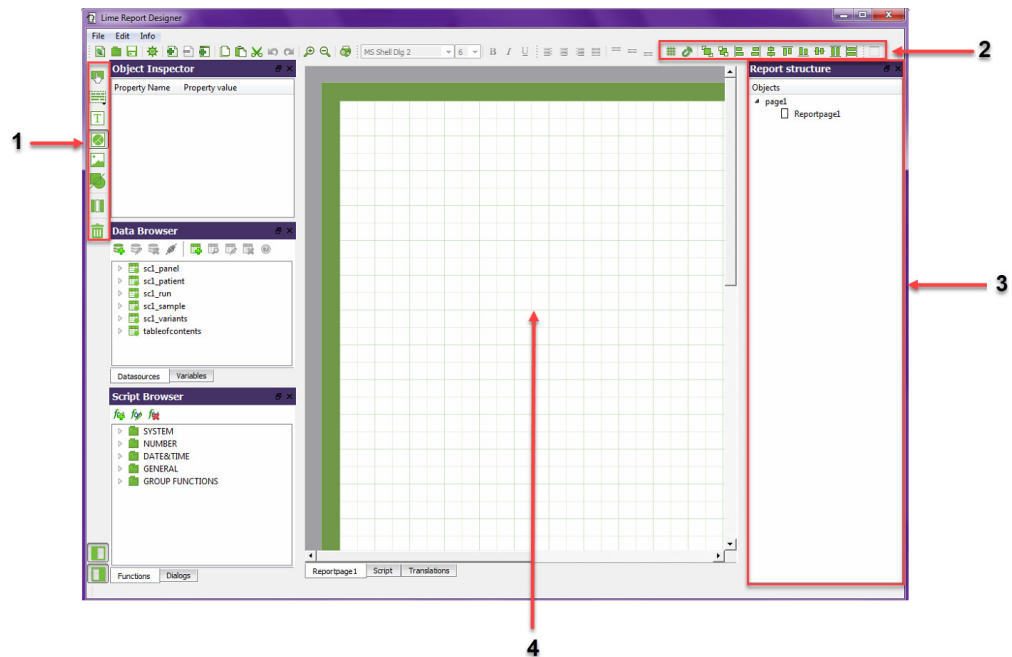 Lime Report Designer
File Edit Info
MS Shell Dlg 2 6 B I U
2
Object Inspector
Property Name Property value
T
1
Data Browser
sc1_panel
sc1_patient
sc1_run
sc1_sample
sc1_variants
tableofcontents
Datasources Variables
Script Browser
SYSTEM
NUMBER
DATE&TIME
GENERAL
GROUP FUNCTIONS
Functions Dialogs
Reportpage1 Script Translations
Report structure
Objects
page1
Reportpage1
3
4